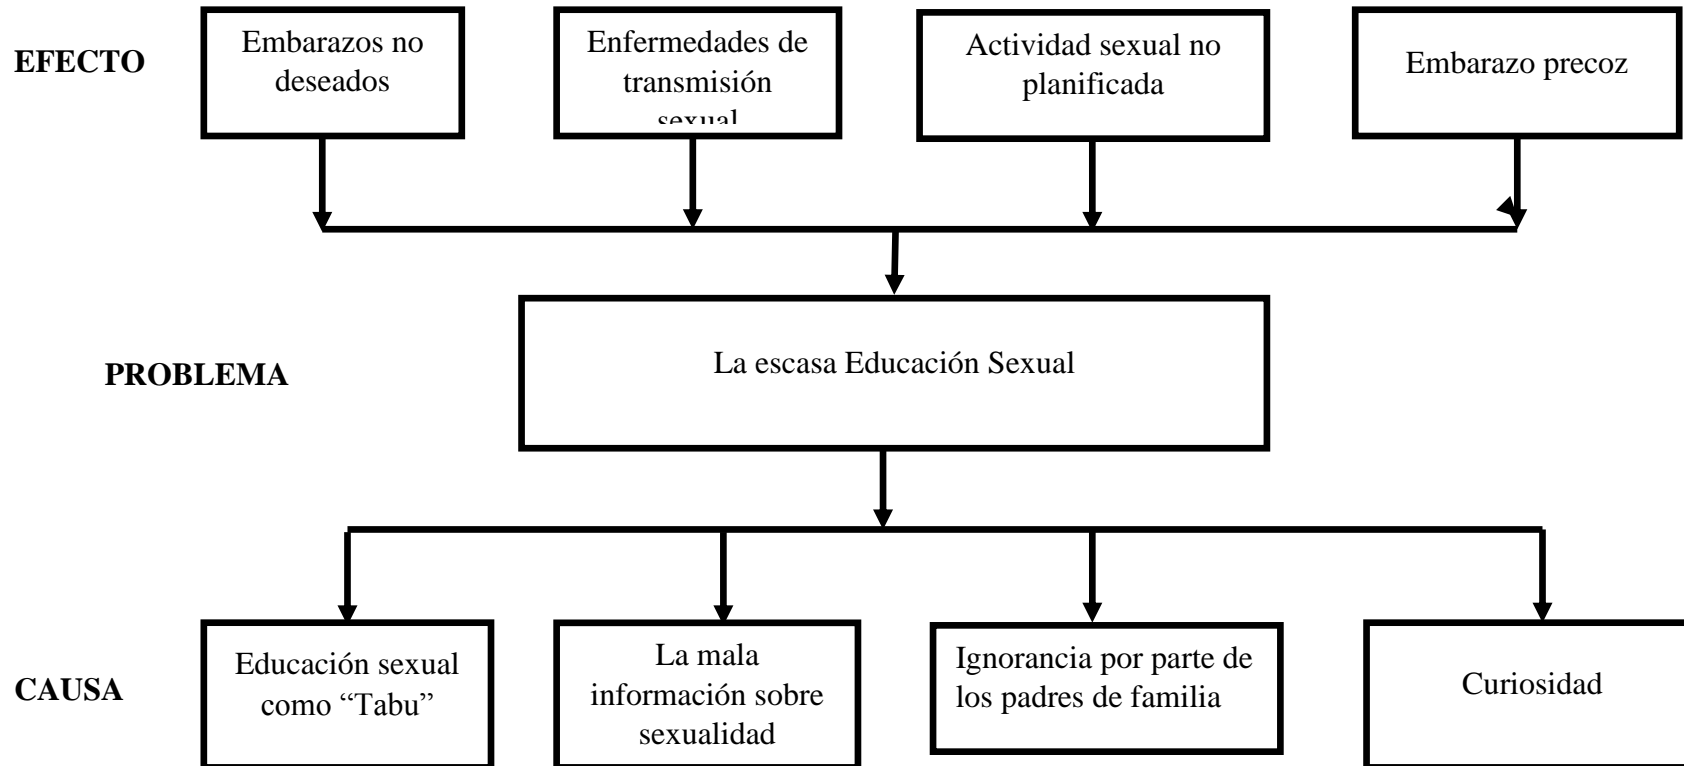 EFECTO
Embarazos no
deseados
Enfermedades de
transmisión
sexual
Actividad sexual no
planificada
Embarazo precoz
PROBLEMA
La escasa Educación Sexual
CAUSA
Educación sexual
como “Tabu”
La mala
información sobre
sexualidad
Ignorancia por parte de
los padres de familia
Curiosidad